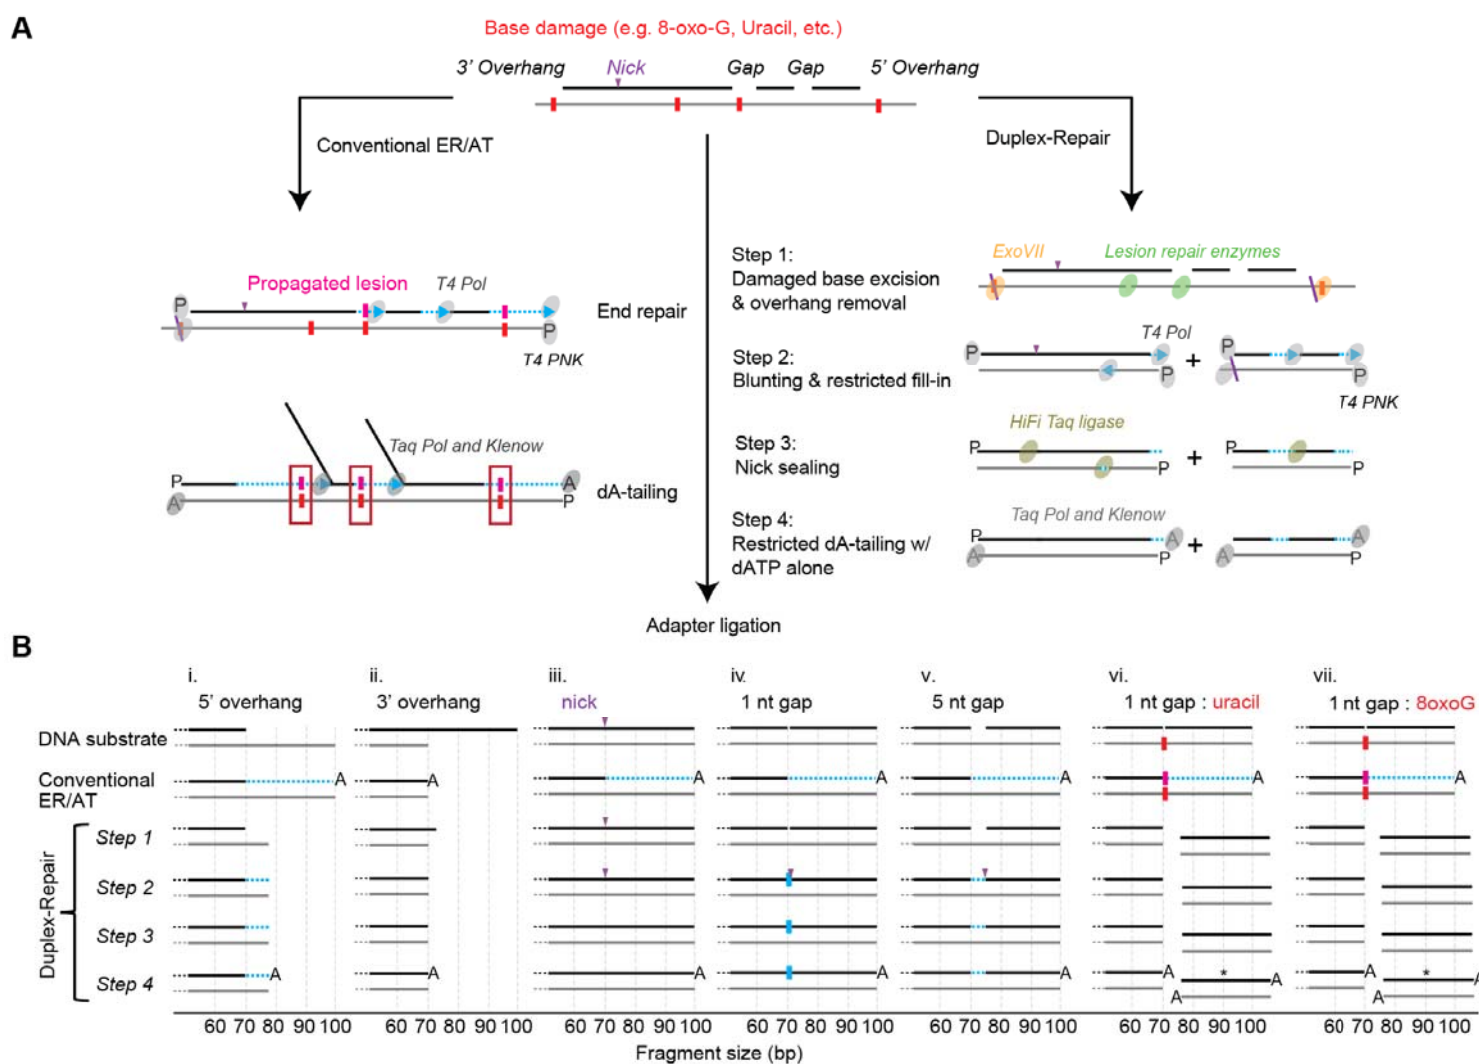 A
Base damage (e.g. 8-oxo-G, Uracil, etc.)
3' Overhang
Nick
Gap
Gap
5' Overhang
Conventional ER/AT
Duplex-Repair
Propagated lesion
T4 Pol
P
P
T4 PNK
End repair
Taq Pol and Klenow
P
A
A
P
dA-tailing
Step 1:
Damaged base excision
& overhang removal
ExoVII
Lesion repair enzymes
Step 2:
Blunting & restricted fill-in
T4 Pol
P
P
+
P
P
T4 PNK
Step 3:
Nick sealing
HiFi Taq ligase
P
P
+
P
P
Step 4:
Restricted dA-tailing w/
dATP alone
Taq Pol and Klenow
P
A
A
P
+
P
A
A
P
Adapter ligation
B
i.
5' overhang
ii.
3' overhang
iii.
nick
iv.
1 nt gap
v.
5 nt gap
vi.
1 nt gap : uracil
vii.
1 nt gap : 8oxoG
DNA substrate
Conventional
ER/AT
A
A
A
A
A
A
A
Duplex-Repair
Step 1
Step 2
Step 3
Step 4
A
A
A
A
A
A
A
*
A
A
A
*
A
60 70 80 90 100
60 70 80 90 100
60 70 80 90 100
60 70 80 90 100
60 70 80 90 100
60 70 80 90 100
60 70 80 90 100
Fragment size (bp)